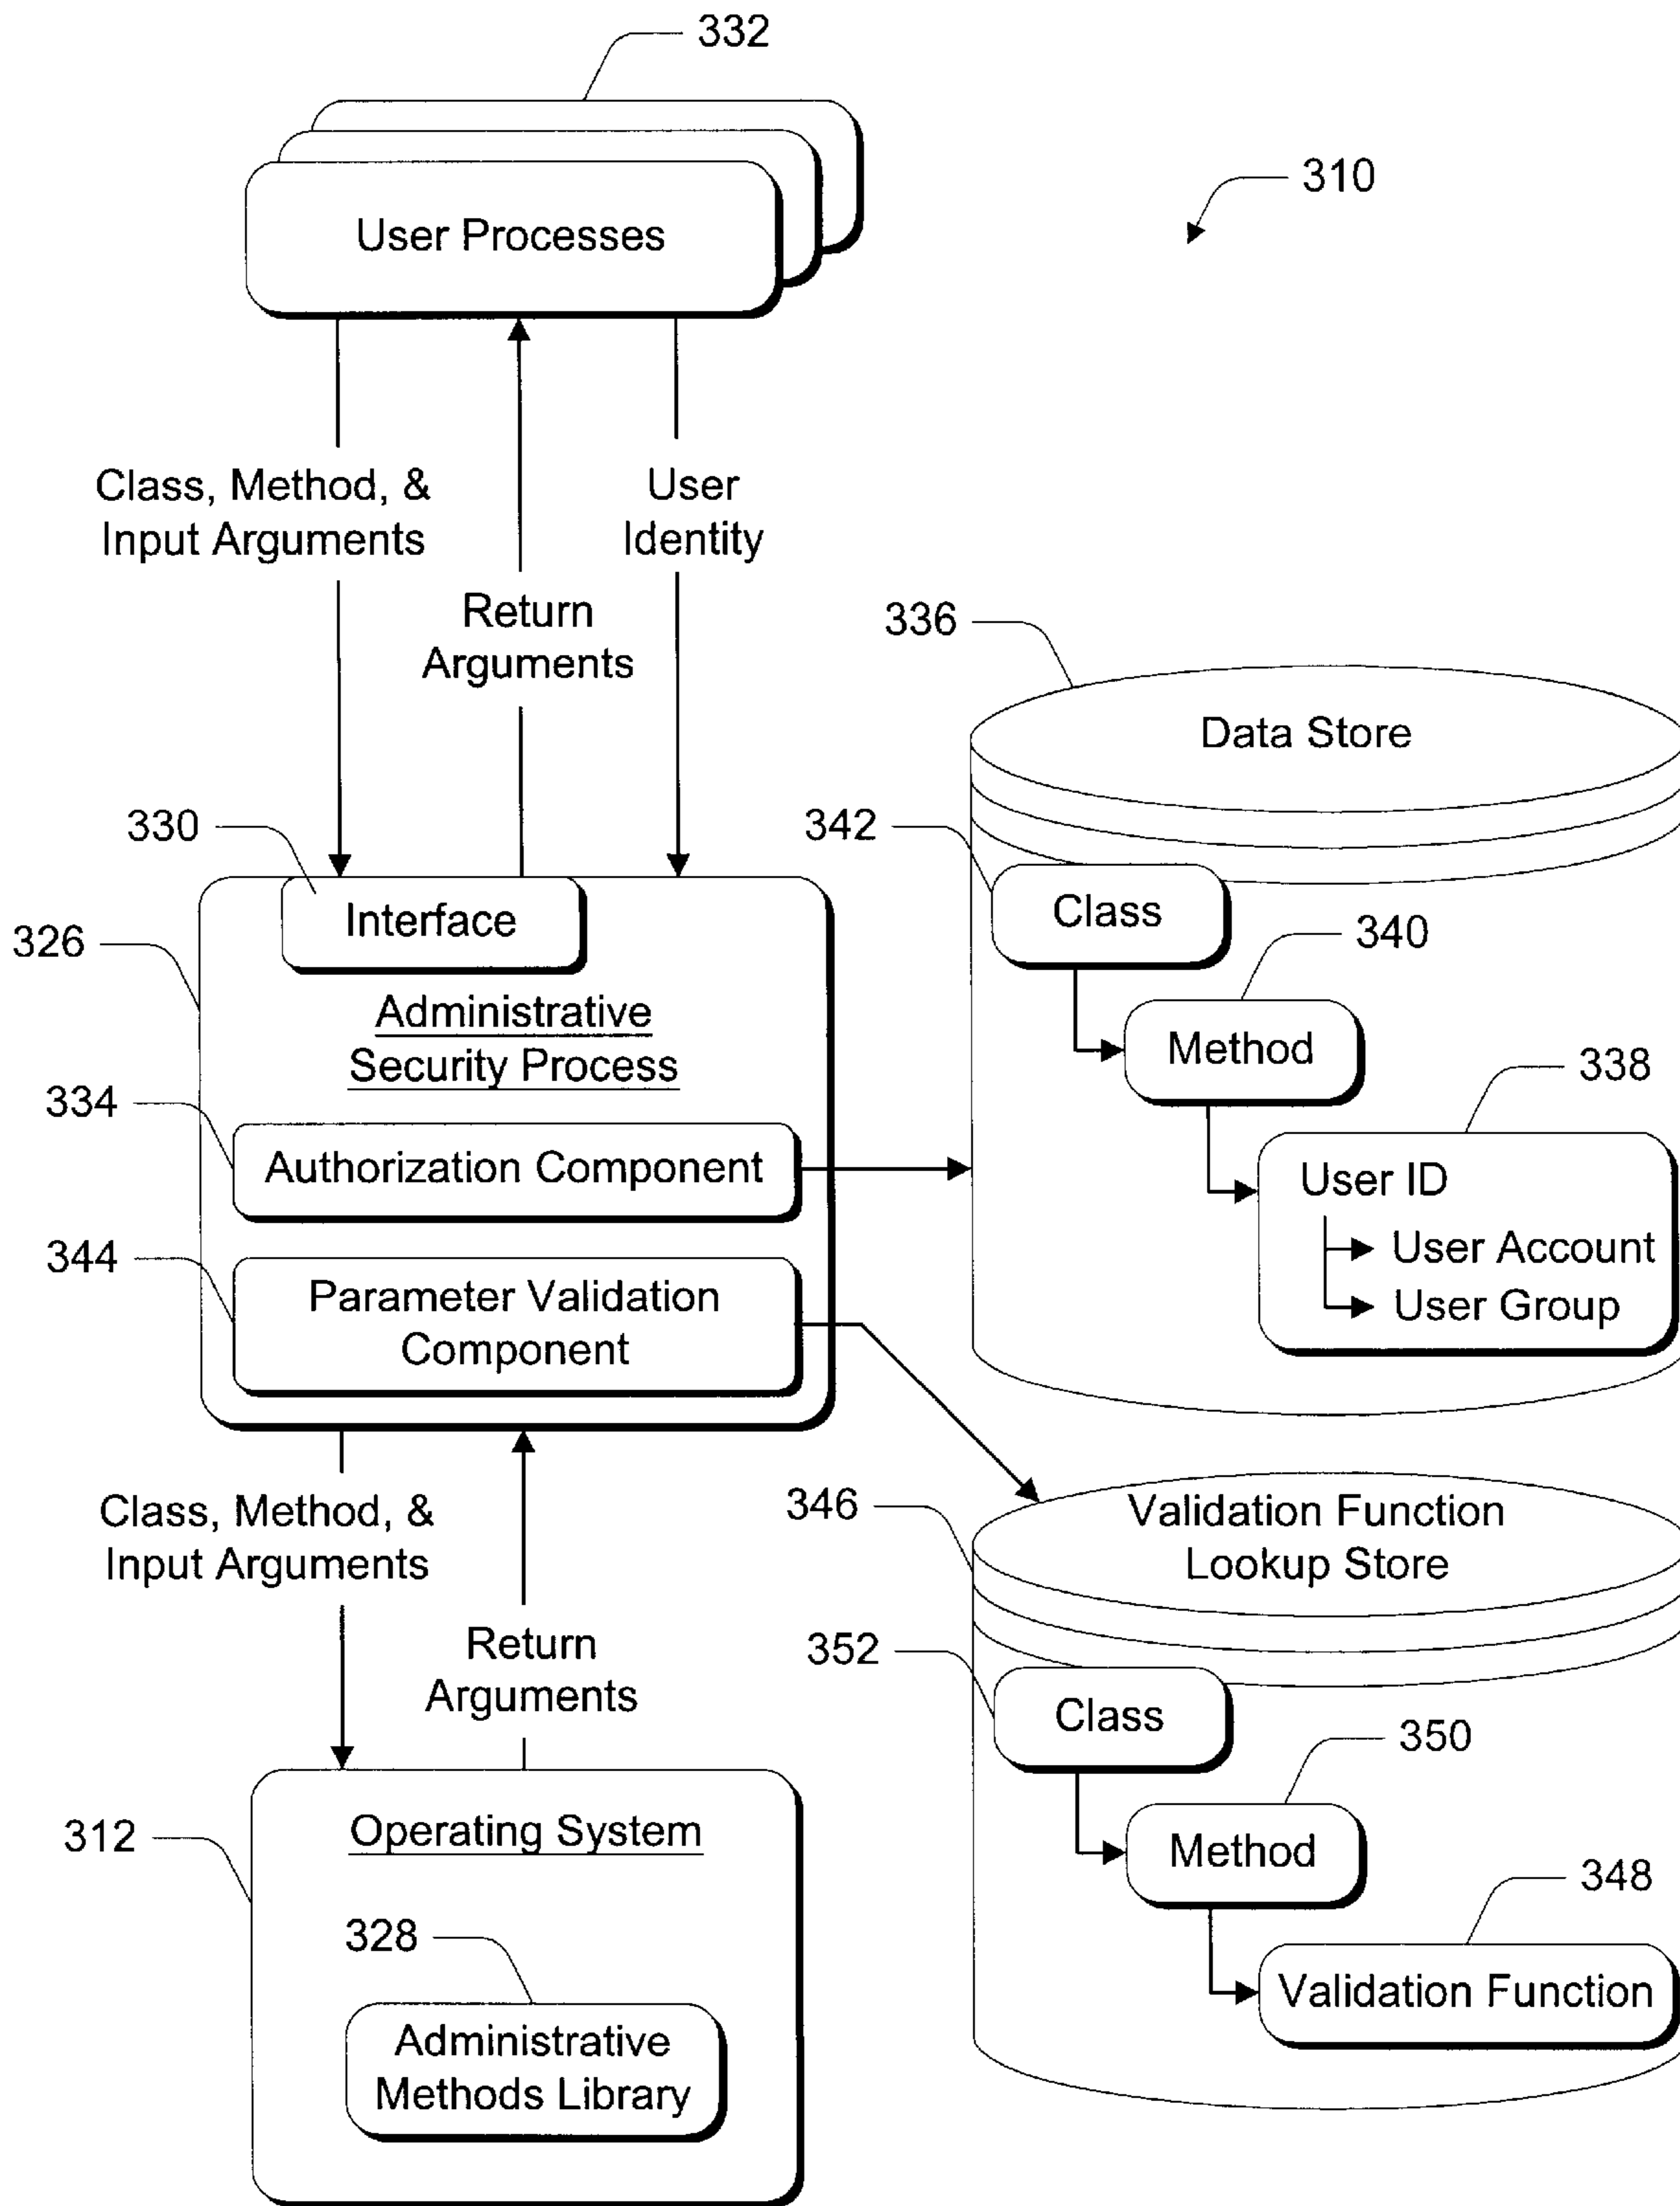 332
310
User Processes
Class, Method, &
Input Arguments
User
Identity
Return
Arguments
336
Data Store
330
342
Interface
Class
326
340
Administrative
Security Process
Method
338
334
Authorization Component
User ID
User Account
User Group
344
Parameter Validation
Component
Class, Method, &
Input Arguments
346
Validation Function
Lookup Store
Return
Arguments
352
Class
350
312
Operating System
Method
348
328
Validation Function
Administrative
Methods Library